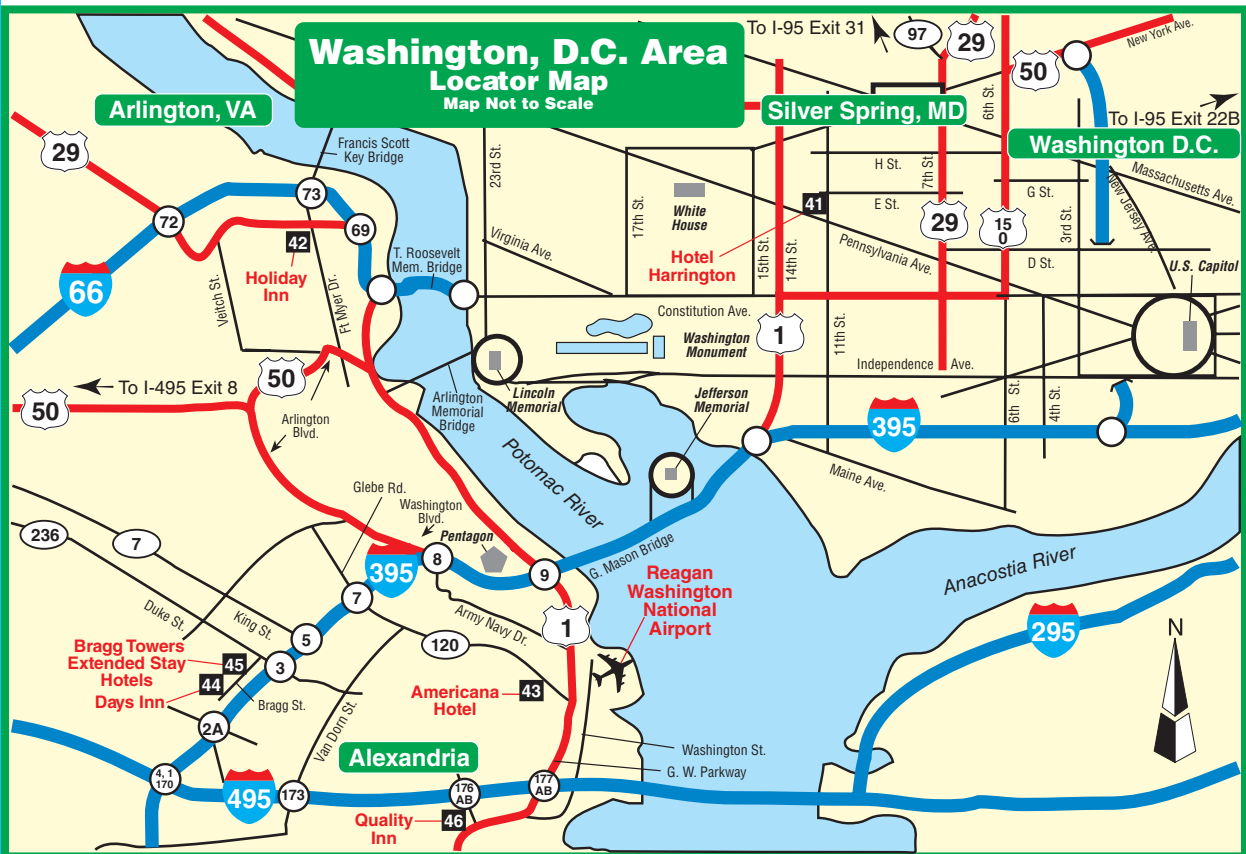 Washington, D.C. Area
Locator Map
Map Not to Scale
To I-95 Exit 31
97
29
50
New York Ave.
Arlington, VA
Silver Spring, MD
6th St.
To I-95 Exit 22B
Washington D.C.
29
Francis Scott
Key Bridge
23rd St.
H St.
7th St.
Massachusetts Ave.
New Jersey Ave.
73
72
69
42
Holiday
Inn
17th St.
White
House
41
E St.
G St.
3rd St.
29
15
0
Virginia Ave.
T. Roosevelt
Mem. Bridge
Hotel
Harrington
15th St.
14th St.
Pennsylvania Ave.
D St.
U.S. Capitol
66
Veitch St.
Ft Myer Dr.
Constitution Ave.
Washington
Monument
1
11th St.
Independence
Ave.
50
To I-495 Exit 8
50
Arlington
Blvd.
Arlington
Memorial
Bridge
Lincoln
Memorial
Jefferson
Memorial
395
6th St.
4th St.
Potomac River
Maine Ave.
Glebe Rd.
Washington
Blvd.
Pentagon
236
7
395
8
9
G. Mason Bridge
Anacostia River
Reagan
Washington
National
Airport
7
Duke St.
King St.
5
Army Navy Dr.
1
295
N
120
Bragg Towers
Extended Stay
Hotels
45
3
44
Days Inn
Bragg St.
Americana
Hotel
43
2A
Van Dorn St.
Alexandria
Washington St.
G. W. Parkway
4, 1
170
495
173
176
AB
177
AB
Quality
Inn
46